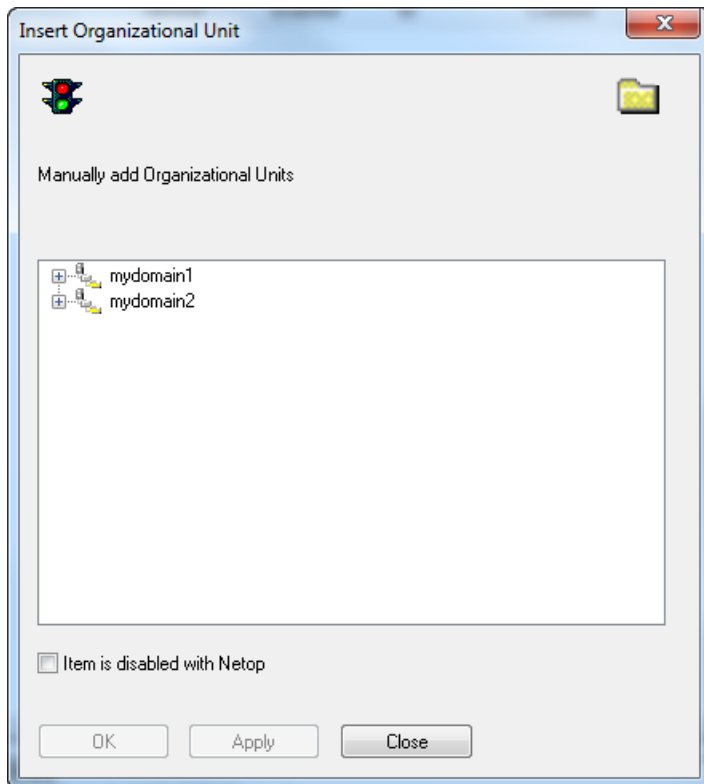 Insert Organizational Unit
Manually add Organizational Units
mydomain1
mydomain2
Item is disabled with Netop
OK
Apply
Close